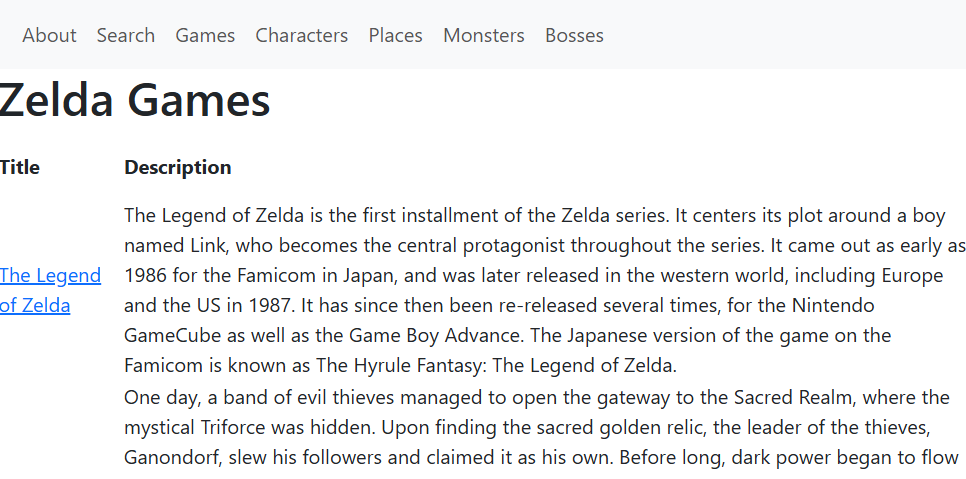 About Search Games Characters Places Monsters Bosses
Zelda Games
Title Description
The Legend of Zelda is the first installment of the Zelda series. It centers its plot around a boy
named Link, who becomes the central protagonist throughout the series. It came out as early as
The Legend
of Zelda
1986 for the Famicom in Japan, and was later released in the western world, including Europe
and the US in 1987. It has since then been re-released several times, for the Nintendo
GameCube as well as the Game Boy Advance. The Japanese version of the game on the
Famicom is known as The Hyrule Fantasy: The Legend of Zelda.
One day, a band of evil thieves managed to open the gateway to the Sacred Realm, where the
mystical Triforce was hidden. Upon finding the sacred golden relic, the leader of the thieves,
Ganondorf, slew his followers and claimed it as his own. Before long, dark power began to flow